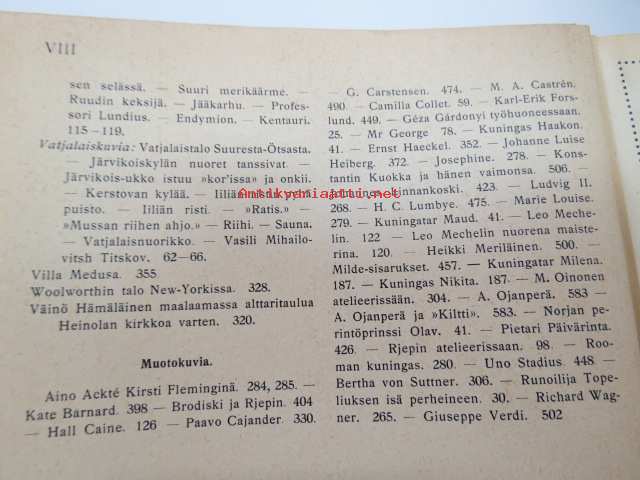 VIII
sen selässä. — Suuri merikäärme. —
Ruudin keksijä. — Jääkarhu. — Profes-
sori Lundius. — Endymion. — Kentauri.
115—119.
Vatjalaiskuvia: Vatjalaistalo Suuresta-Ötsasta.
— Järvikoiskylän nuoret tanssivat. —
Järvikois-ukko istuu »kor'issa» ja onkii.
— Kerstovan kylää. — Iiliän
puisto. — Iiliän risti. — »Ratis.» —
»Mussan riihen ahjo.» — Riihi. — Sauna.
— Vatjalaisnuorikko. — Vasili Mihailo-
vitsh Titskov. 62—66.
Villa Medusa. 355
Woolworthin talo New-Yorkissa. 328.
Väinö Hämäläinen maalaamassa alttaritaulua
Heinolan kirkkoa varten. 320.
Muotokuvia.
Aino Ackté Kirsti Fleminginä. 284, 285. —
Kate Barnard. 398 — Brodiski ja Rjepin. 404
— Hall Caine. 126 — Paavo Cajander. 330.
— G. Carstensen. 474. — M. A. Castrén.
490. — Camilla Collet. 59. — Karl-Erik Fors-
lund. 449. — Géza Gárdonyi työhuoneessaan.
25. — Mr George 78. — Kuningas Haakon.
41. — Ernst Haeckel. 352. — Johanne Luise
Heiberg. 372. — Josephine. 278. — Kons-
tantin Kuokka ja hänen vaimonsa. 506. —
Linnankoski. 423. — Ludvig II.
268. — H. C. Lumbye. 475. — Marie Louise.
279. — Kuningatar Maud. 41. — Leo Meche-
lin. 122 — Leo Mechelin nuorena maiste-
rina. 120. — Heikki Meriläinen. 500. —
Milde-sisarukset. 457. — Kuningatar Milena.
187. — Kuningas Nikita. 187. — M. Oinonen
atelieerissään. 304. — A. Ojanperä. 583 —
A. Ojanperä ja »Kiltti». 583. — Norjan pe-
rintöprinssi Olav. 41. — Pietari Päivärinta.
426. — Rjepin atelieerissaan. 98. — Roo-
man kuningas. 280. — Uno Stadius. 448. —
Bertha von Suttner. 306. — Runoilija Tope-
liuksen isä perheineen. 30. — Richard Wag-
ner. 265. — Giuseppe Verdi. 502
Antikvariaatti.net